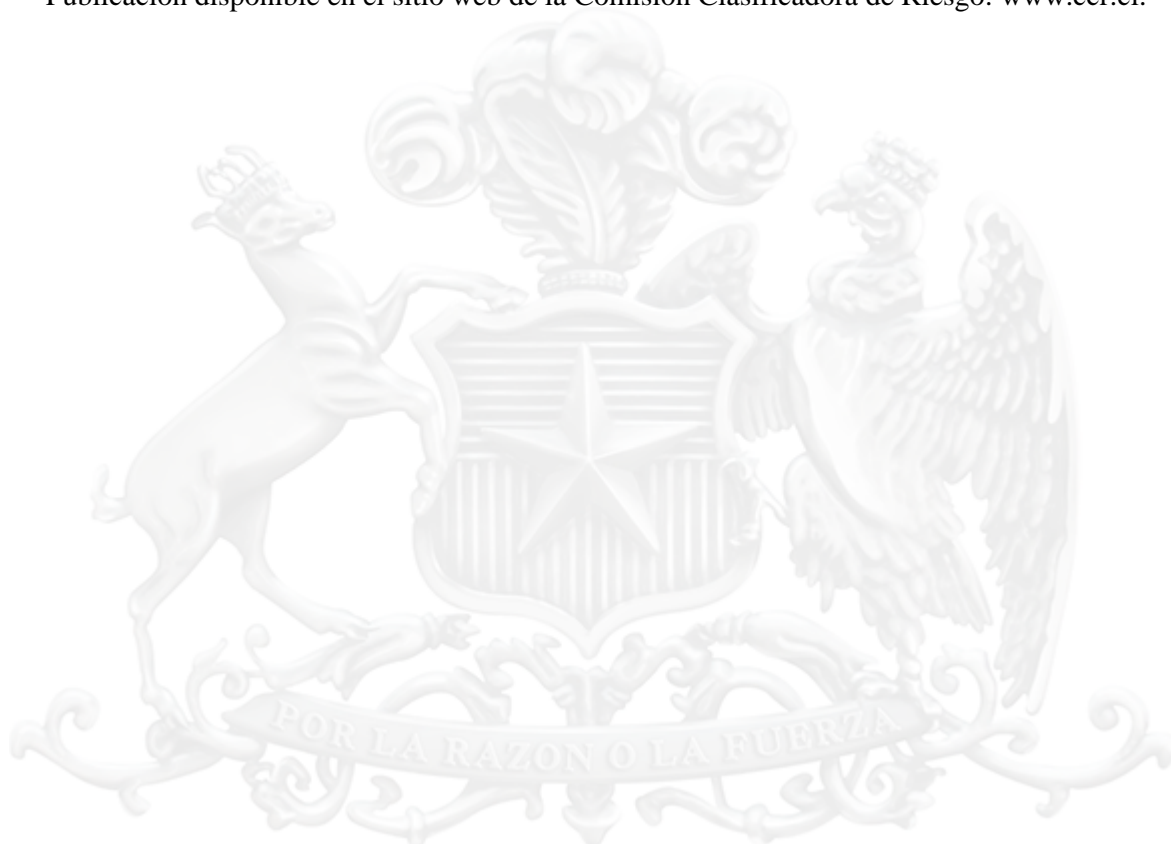 Publicación disponible en el sitio web de la Comisión Clasificadora de Riesgo: www.ccr.cl.
POR LA RAZON O LA FUERZA